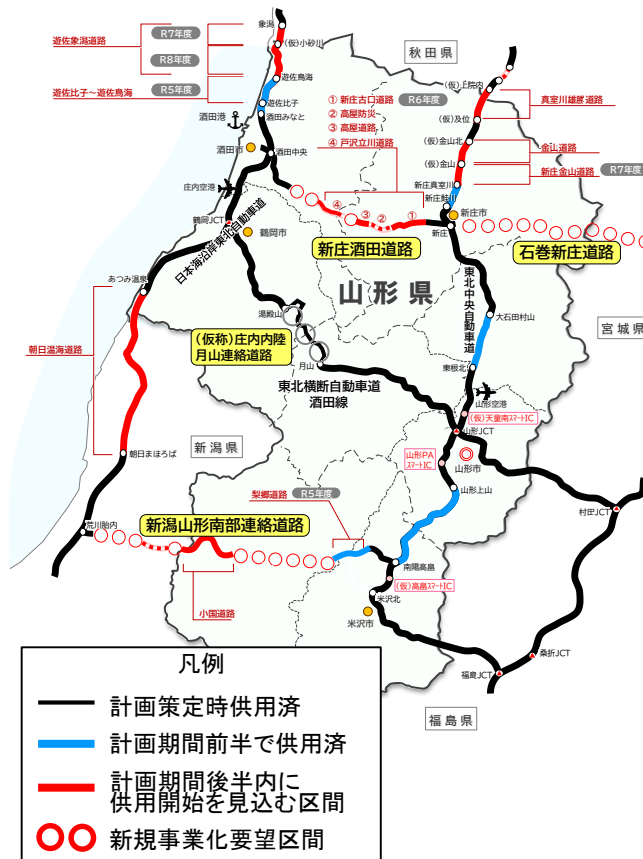 象潟
遊佐象潟道路
R7年度
(仮)小砂川
R8年度
遊佐鳥海
遊佐比子～遊佐鳥海
R5年度
遊佐比子
酒田みなと
酒田港
酒田市
酒田中央
庄内空港
鶴岡JCT
鶴岡市
日本海沿岸東北自動車道
あつみ温泉
朝日温海道路
朝日まほろば
荒川胎内
秋田県
(仮)上院内
真室川雄勝道路
(仮)及位
(仮)金山北
金山道路
(仮)金山
新庄金山道路
R7年度
新庄真室川
新庄鮭川
新庄市
新庄
① 新庄古口道路
R6年度
② 高屋防災
③ 高屋道路
④ 戸沢立川道路
④
③
②
①
新庄酒田道路
石巻新庄道路
山形県
東北中央自動車道
大石田村山
宮城県
湯殿山
(仮称)庄内内陸
月山連絡道路
月山
東北横断自動車道
酒田線
東根北
山形空港
(仮)天童南スマートIC
山形JCT
山形市
山形PA
スマートIC
山形上山
村田JCT
新潟県
梨郷道路
R5年度
新潟山形南部連絡道路
小国道路
南陽高畠
(仮)高畠スマートIC
米沢北
米沢市
福島JCT
桑折JCT
福島県
凡例
計画策定時供用済
計画期間前半で供用済
計画期間後半内に
供用開始を見込む区間
新規事業化要望区間